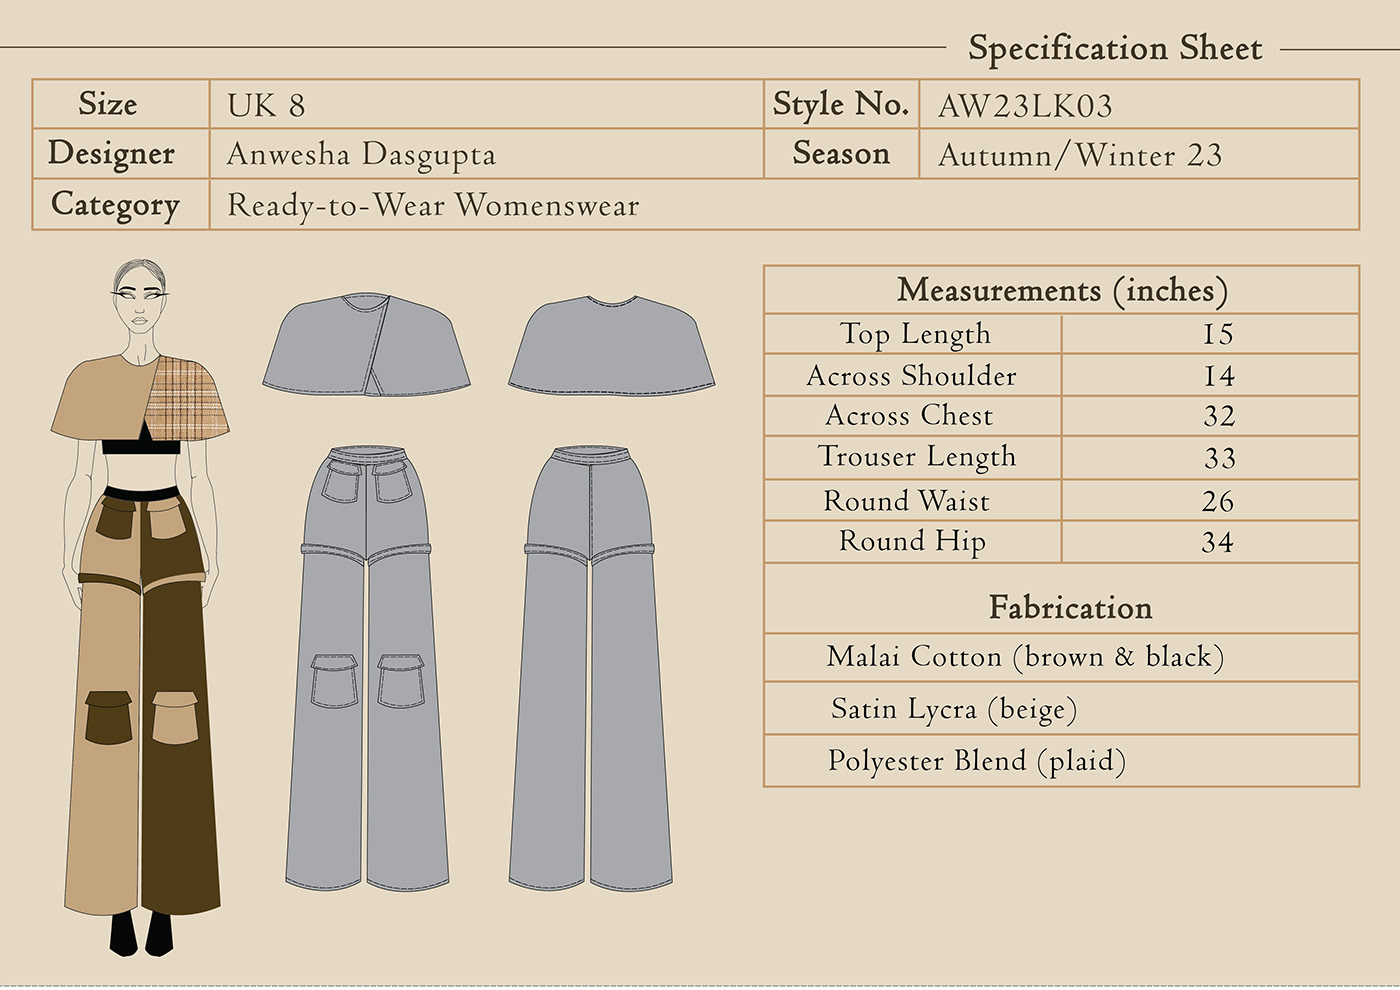 Specification Sheet
Size UK 8 Style No. AW23LK03
Designer Anwesha Dasgupta Season Autumn/Winter 23
Category Ready-to-Wear Womenswear
Measurements (inches)
Top Length 15
Across Shoulder 14
Across Chest 32
Trouser Length 33
Round Waist 26
Round Hip 34
Fabrication
Malai Cotton (brown & black)
Satin Lycra (beige)
Polyester Blend (plaid)